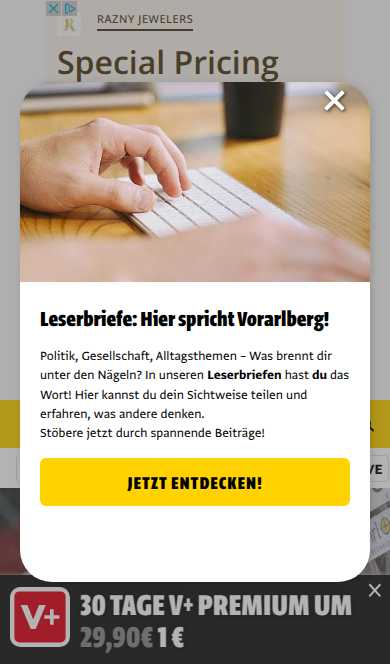 RAZNY JEWELERS
Special Pricing
Leserbriefe: Hier spricht Vorarlberg!
Politik, Gesellschaft, Alltagsthemen – Was brennt dir
unter den Nägeln? In unseren Leserbriefen hast du das
Wort! Hier kannst du dein Sichtweise teilen und
erfahren, was andere denken.
Stöbere jetzt durch spannende Beiträge!
JETZT ENTDECKEN!
V+
30 TAGE V+ PREMIUM UM
29,90€ 1 €